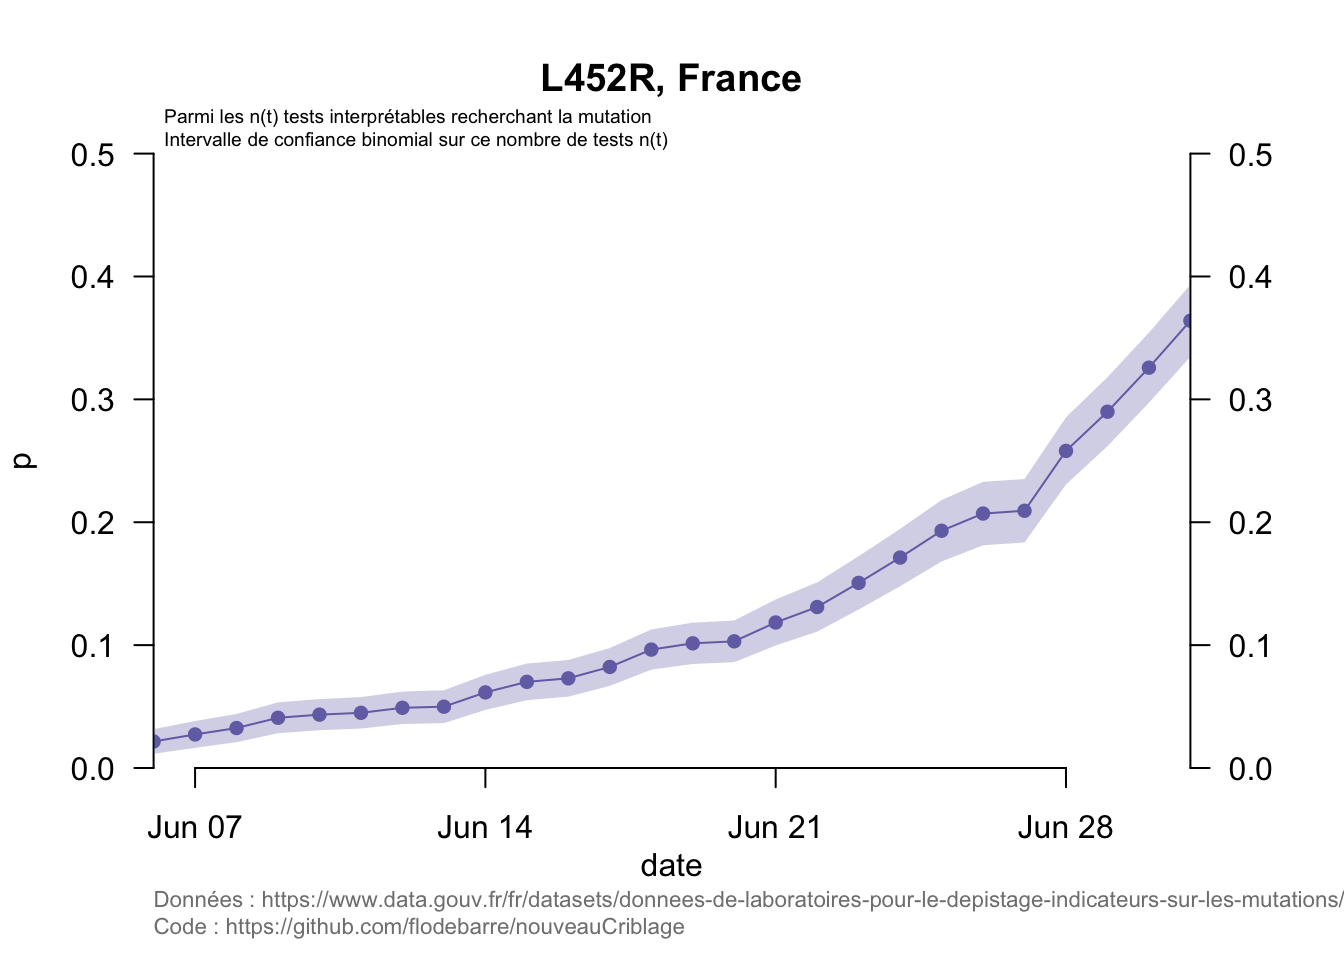 L452R, France
Parmi les n(t) tests interprétables recherchant la mutation
Intervalle de confiance binomial sur ce nombre de tests n(t)
0.5 0.5
0.4 0.4
0.3 0.3
p
0.2 0.2
0.1 0.1
0.0 0.0
Jun 07 Jun 14 Jun 21 Jun 28
date
Données : https://www.data.gouv.fr/fr/datasets/donnees-de-laboratoires-pour-le-depistage-indicateurs-sur-les-mutations/
Code : https://github.com/flodebarre/nouveauCriblage